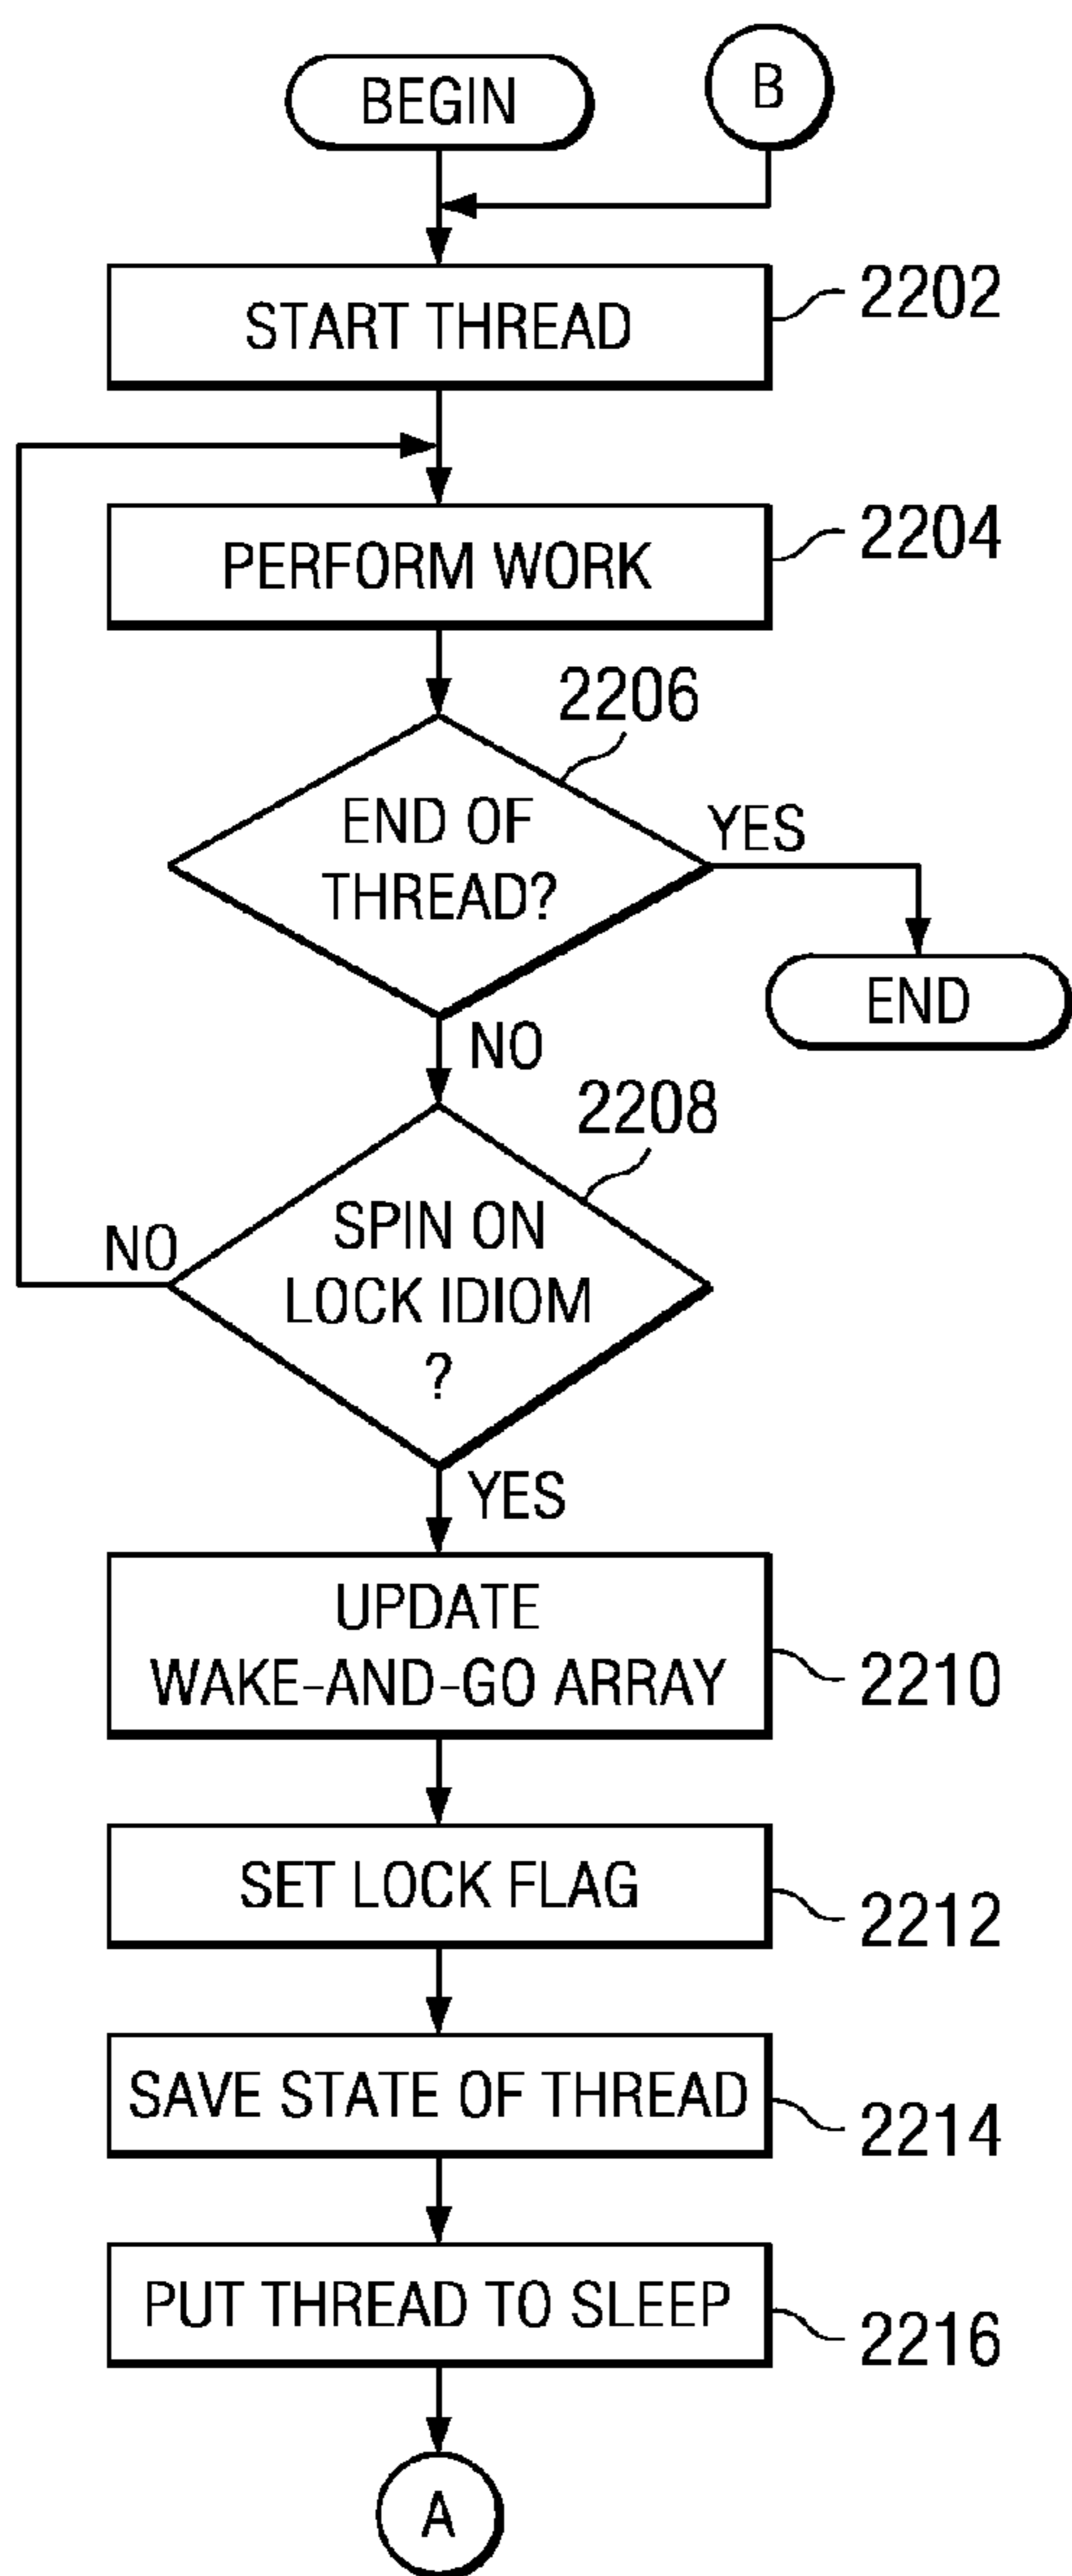 BEGIN
B
START THREAD
2202
PERFORM WORK
2204
2206
END OF
THREAD?
YES
END
NO
2208
SPIN ON
LOCK IDIOM
?
NO
YES
UPDATE
WAKE-AND-GO ARRAY
2210
SET LOCK FLAG
2212
SAVE STATE OF THREAD
2214
PUT THREAD TO SLEEP
2216
A